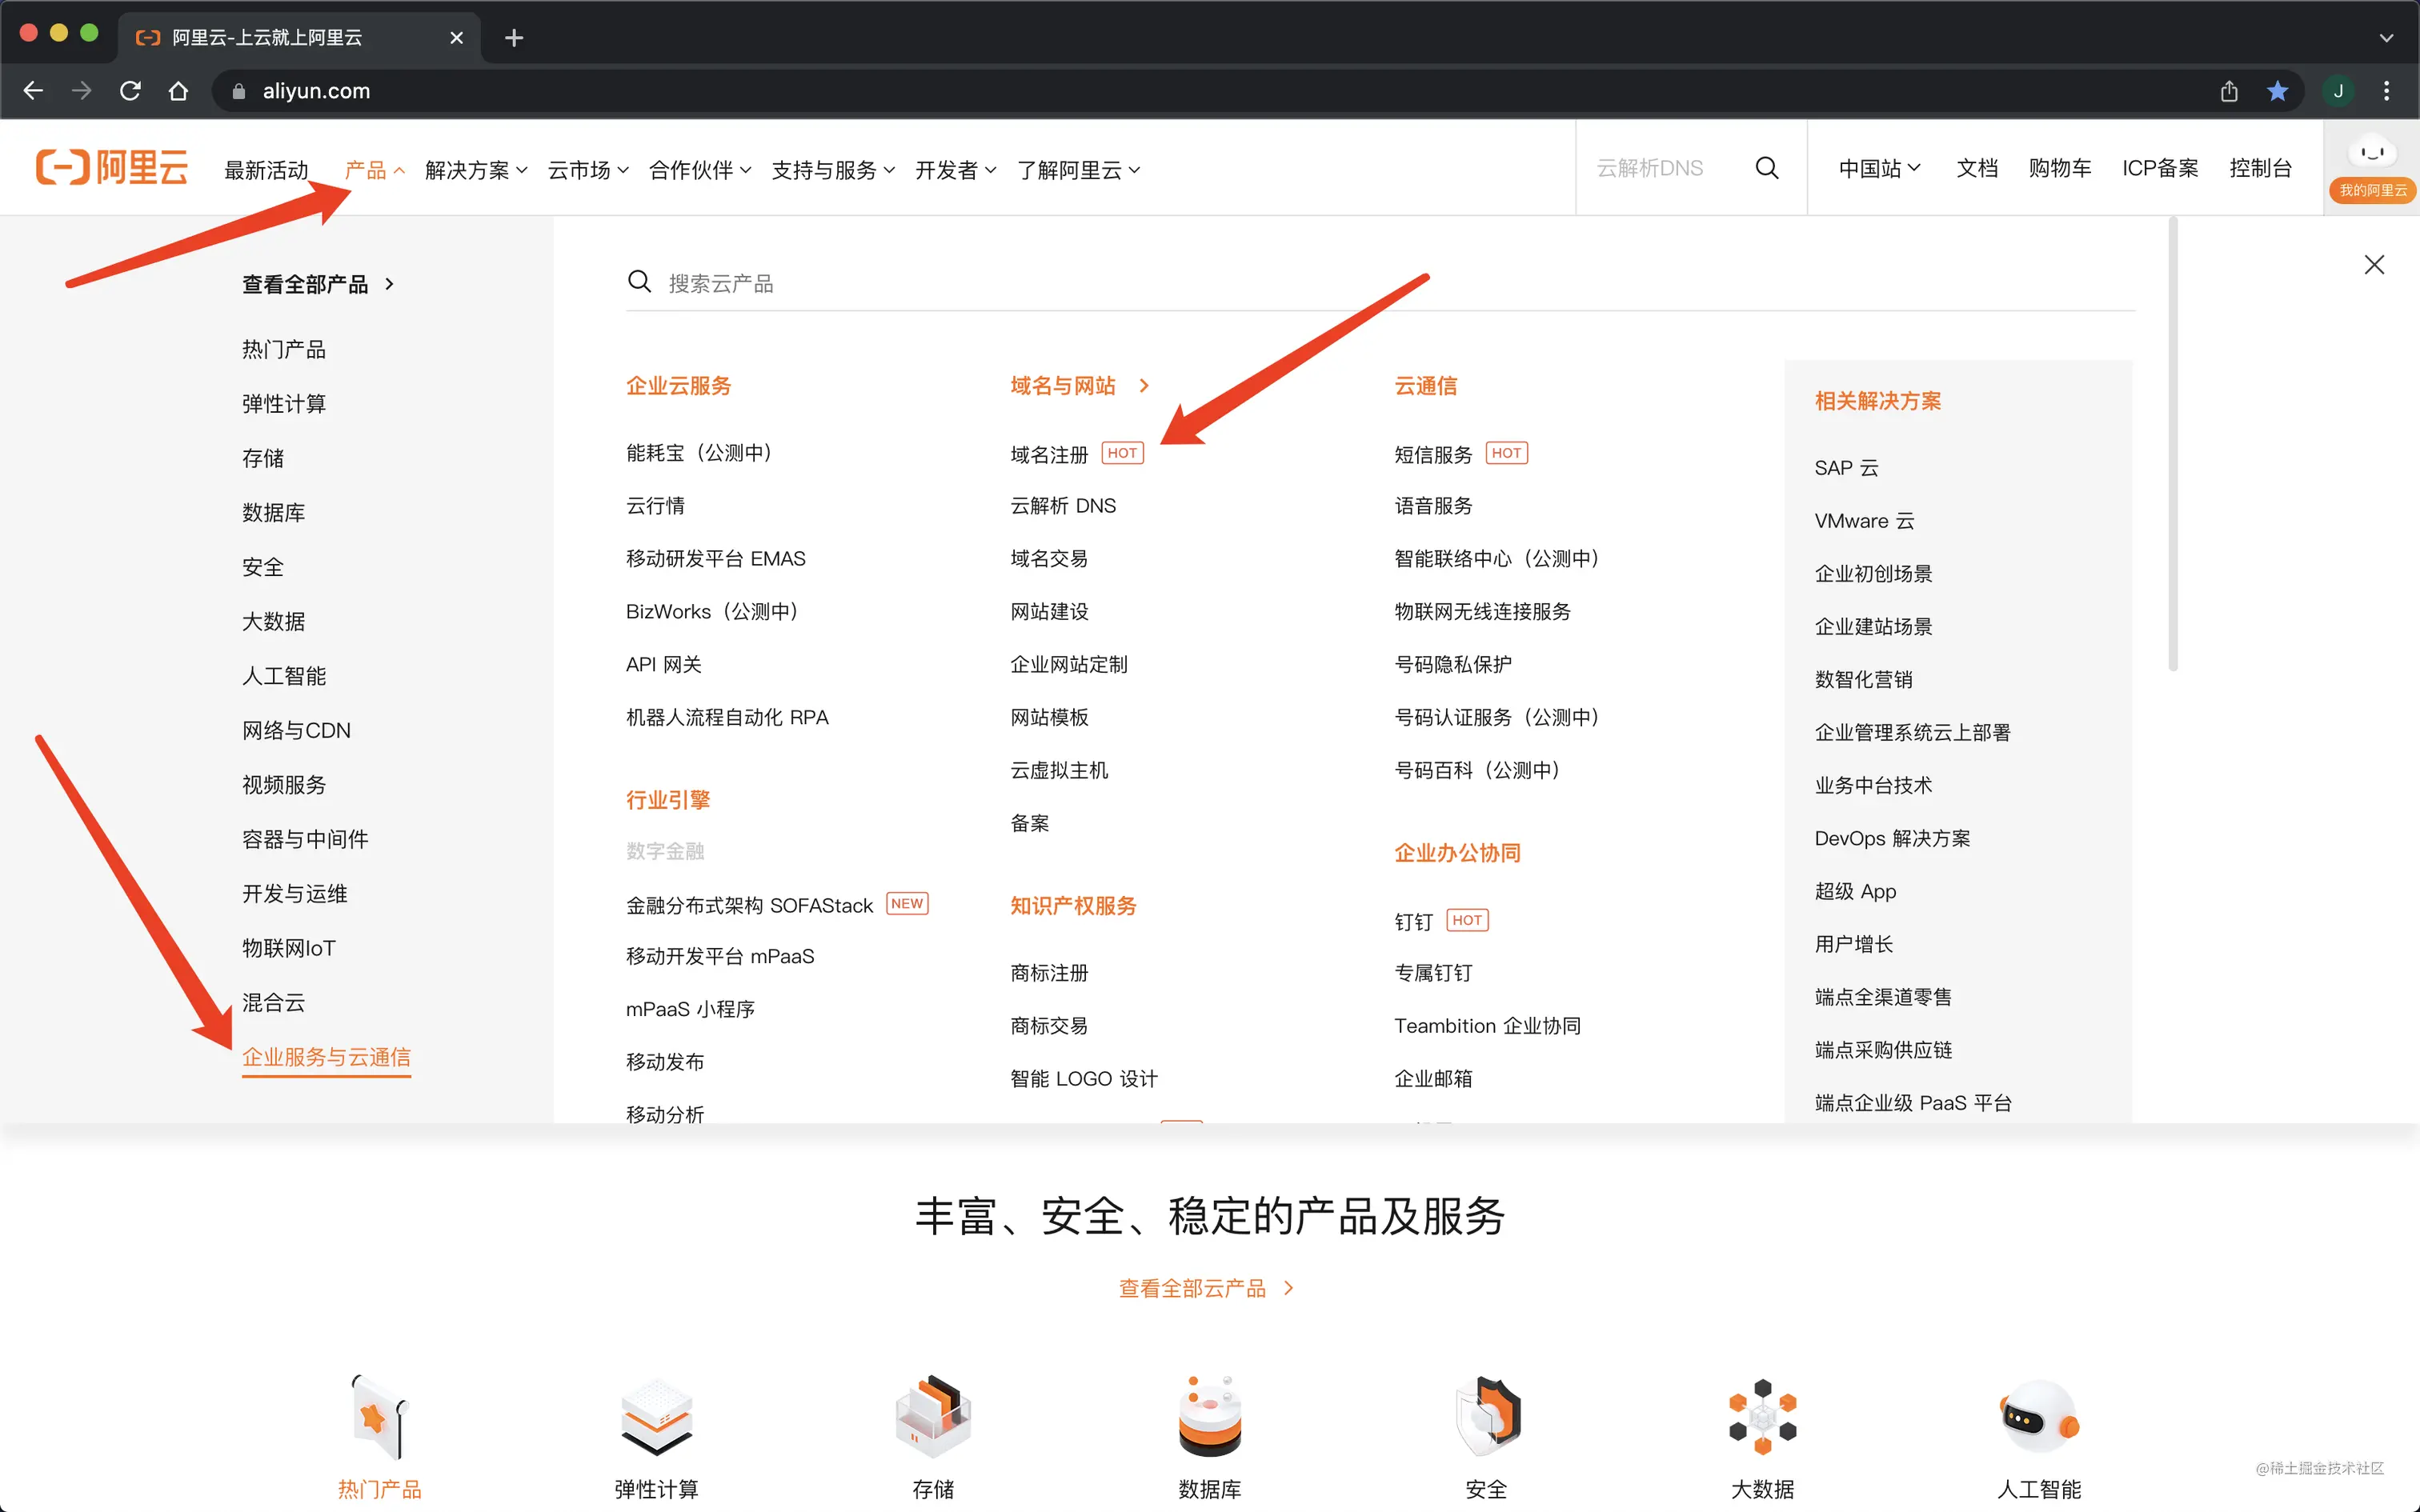 阿里云-上云就上阿里云
aliyun.com
J
阿里云
最新活动 产品 解决方案 云市场 合作伙伴 支持与服务 开发者 了解阿里云
云解析DNS
中国站 文档 购物车 ICP备案 控制台
我的阿里云
查看全部产品
热门产品
弹性计算
存储
数据库
安全
大数据
人工智能
网络与CDN
视频服务
容器与中间件
开发与运维
物联网IoT
混合云
企业服务与云通信
搜索云产品
企业云服务
能耗宝（公测中）
云行情
移动研发平台 EMAS
BizWorks（公测中）
API 网关
机器人流程自动化 RPA
行业引擎
数字金融
金融分布式架构 SOFAStack NEW
移动开发平台 mPaaS
mPaaS 小程序
移动发布
移动分析
域名与网站
域名注册 HOT
云解析 DNS
域名交易
网站建设
企业网站定制
网站模板
云虚拟主机
备案
知识产权服务
商标注册
商标交易
智能 LOGO 设计
云通信
短信服务 HOT
语音服务
智能联络中心（公测中）
物联网无线连接服务
号码隐私保护
号码认证服务（公测中）
号码百科（公测中）
企业办公协同
钉钉 HOT
专属钉钉
Teambition 企业协同
企业邮箱
相关解决方案
SAP 云
VMware 云
企业初创场景
企业建站场景
数智化营销
企业管理系统云上部署
业务中台技术
DevOps 解决方案
超级 App
用户增长
端点全渠道零售
端点采购供应链
端点企业级 PaaS 平台
丰富、安全、稳定的产品及服务
查看全部云产品
热门产品
弹性计算
存储
数据库
安全
大数据
人工智能
@稀土掘金技术社区